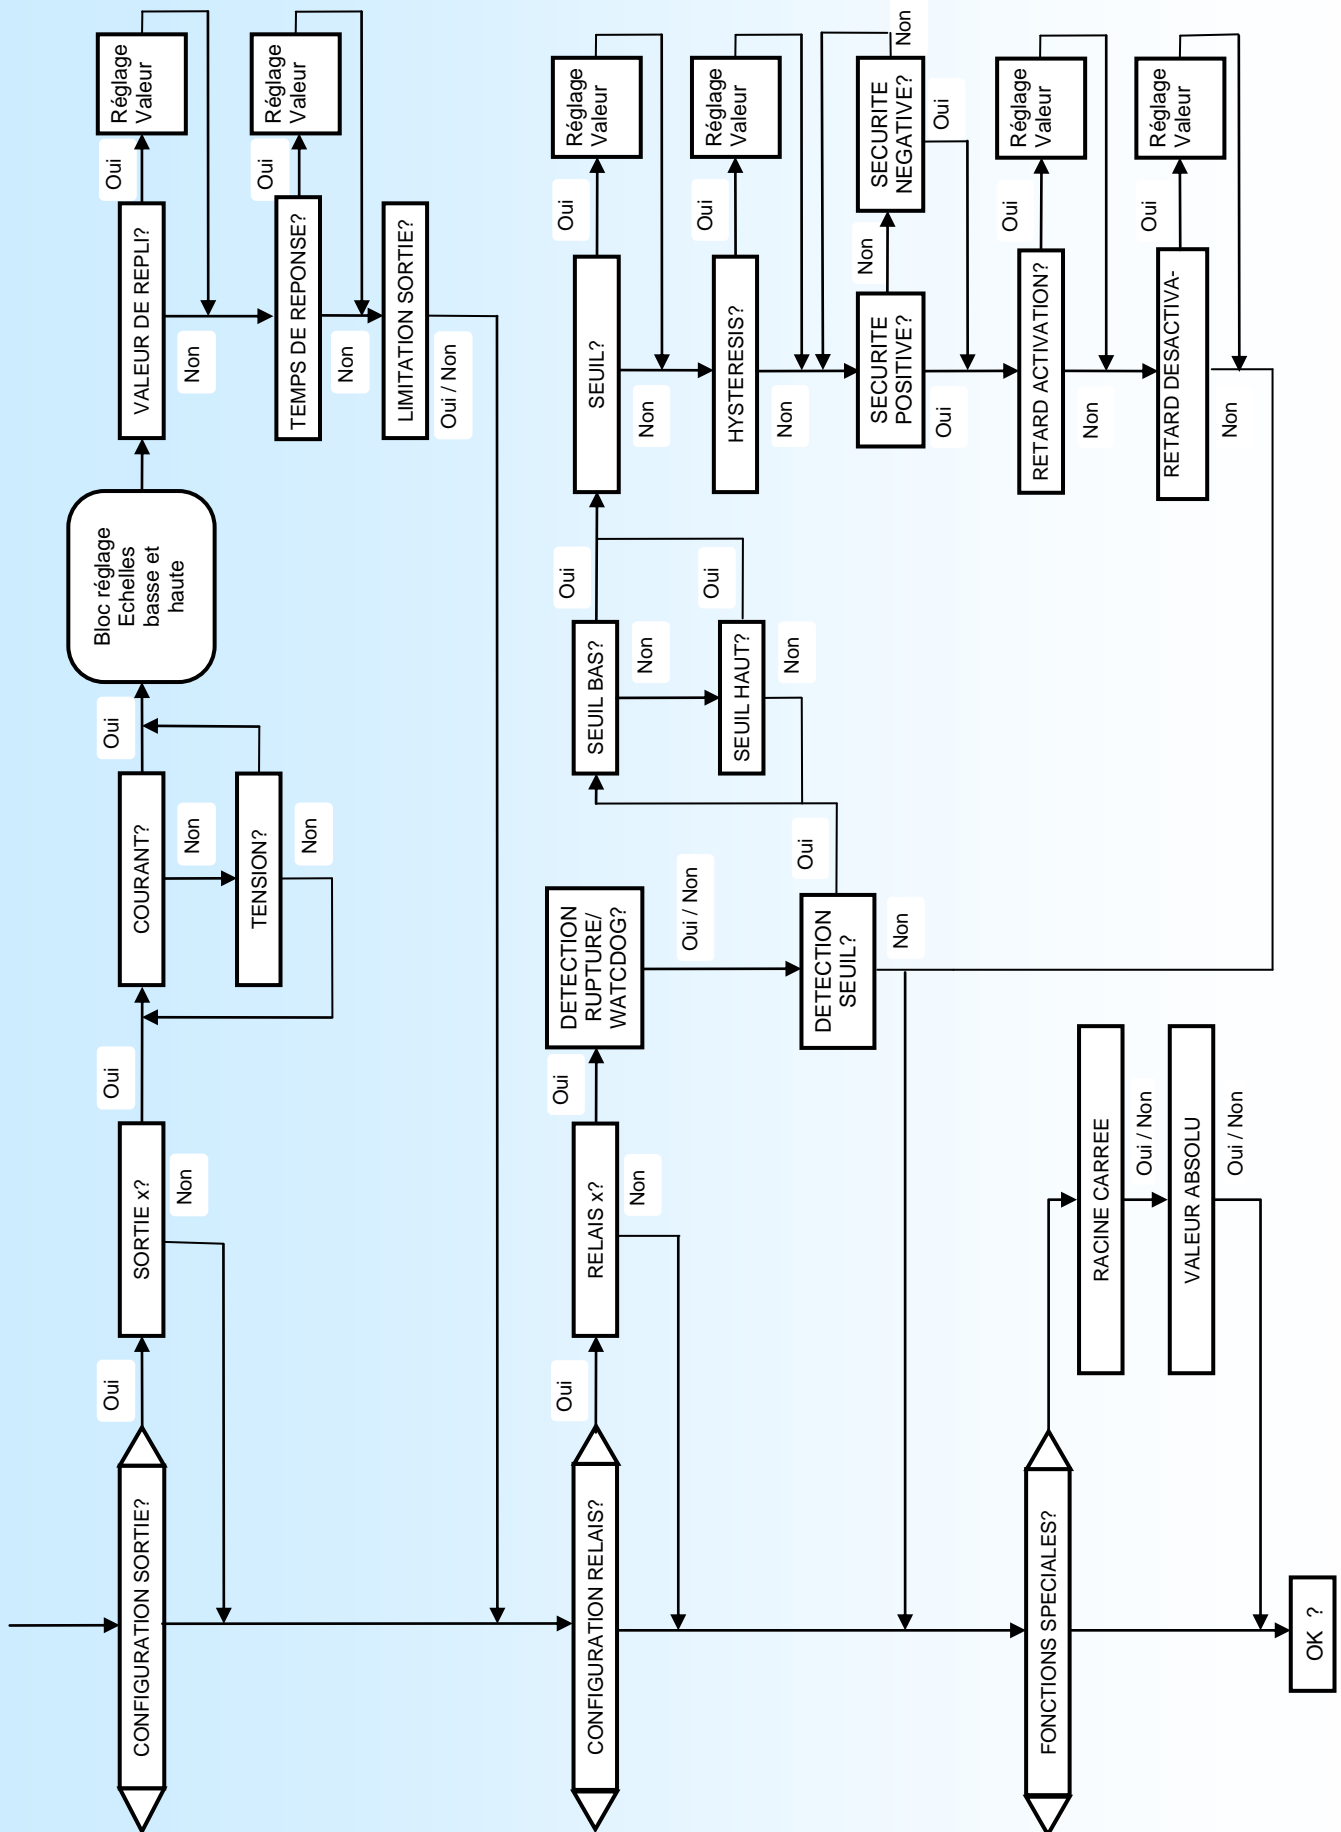 CONFIGURATION SORTIE?
Oui
SORTIE x?
Non
Oui
COURANT?
Non
TENSION?
Non
Oui
Bloc réglage
Echelles
basse et
haute
VALEUR DE REPLI?
Oui
Réglage
Valeur
Non
TEMPS DE REPONSE?
Oui
Réglage
Valeur
Non
LIMITATION SORTIE?
Oui / Non
CONFIGURATION RELAIS?
Oui
RELAIS x?
Non
Oui
DETECTION
RUPTURE/
WATCDOG?
Oui / Non
DETECTION
SEUIL?
Non
Oui
SEUIL BAS?
Oui
Non
SEUIL HAUT?
Oui
Non
SEUIL?
Oui
Réglage
Valeur
Non
HYSTERESIS?
Oui
Réglage
Valeur
Non
SECURITE
POSITIVE?
Non
SECURITE
NEGATIVE?
Non
Oui
Oui
RETARD ACTIVATION?
Oui
Réglage
Valeur
Non
RETARD DESACTIVA-
Oui
Réglage
Valeur
Non
FONCTIONS SPECIALES?
RACINE CARREE
Oui / Non
VALEUR ABSOLU
Oui / Non
OK ?